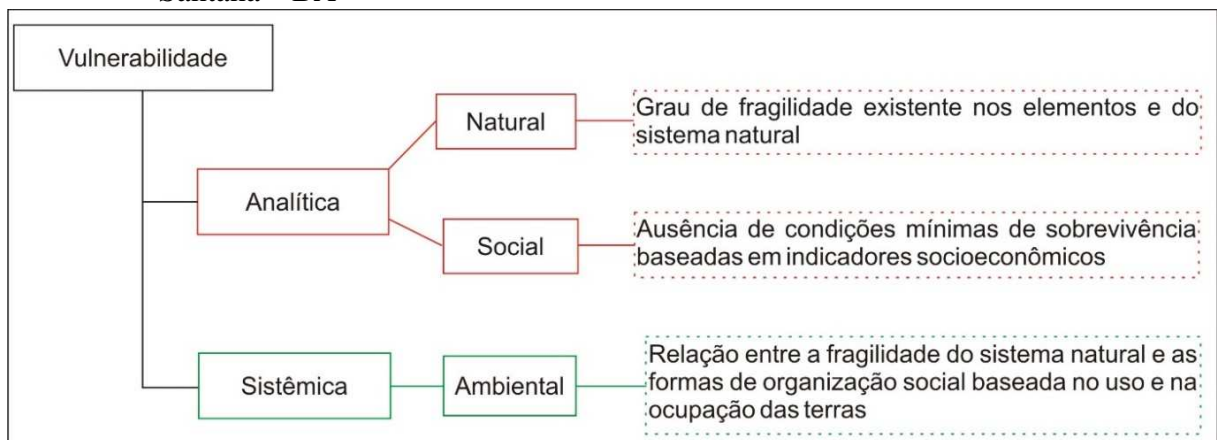 Vulnerabilidade
Natural
Grau de fragilidade existente nos elementos e do
sistema natural
Analítica
Social
Ausência de condições mínimas de sobrevivência
baseadas em indicadores socioeconômicos
Sistêmica
Ambiental
Relação entre a fragilidade do sistema natural e as
formas de organização social baseada no uso e na
ocupação das terras